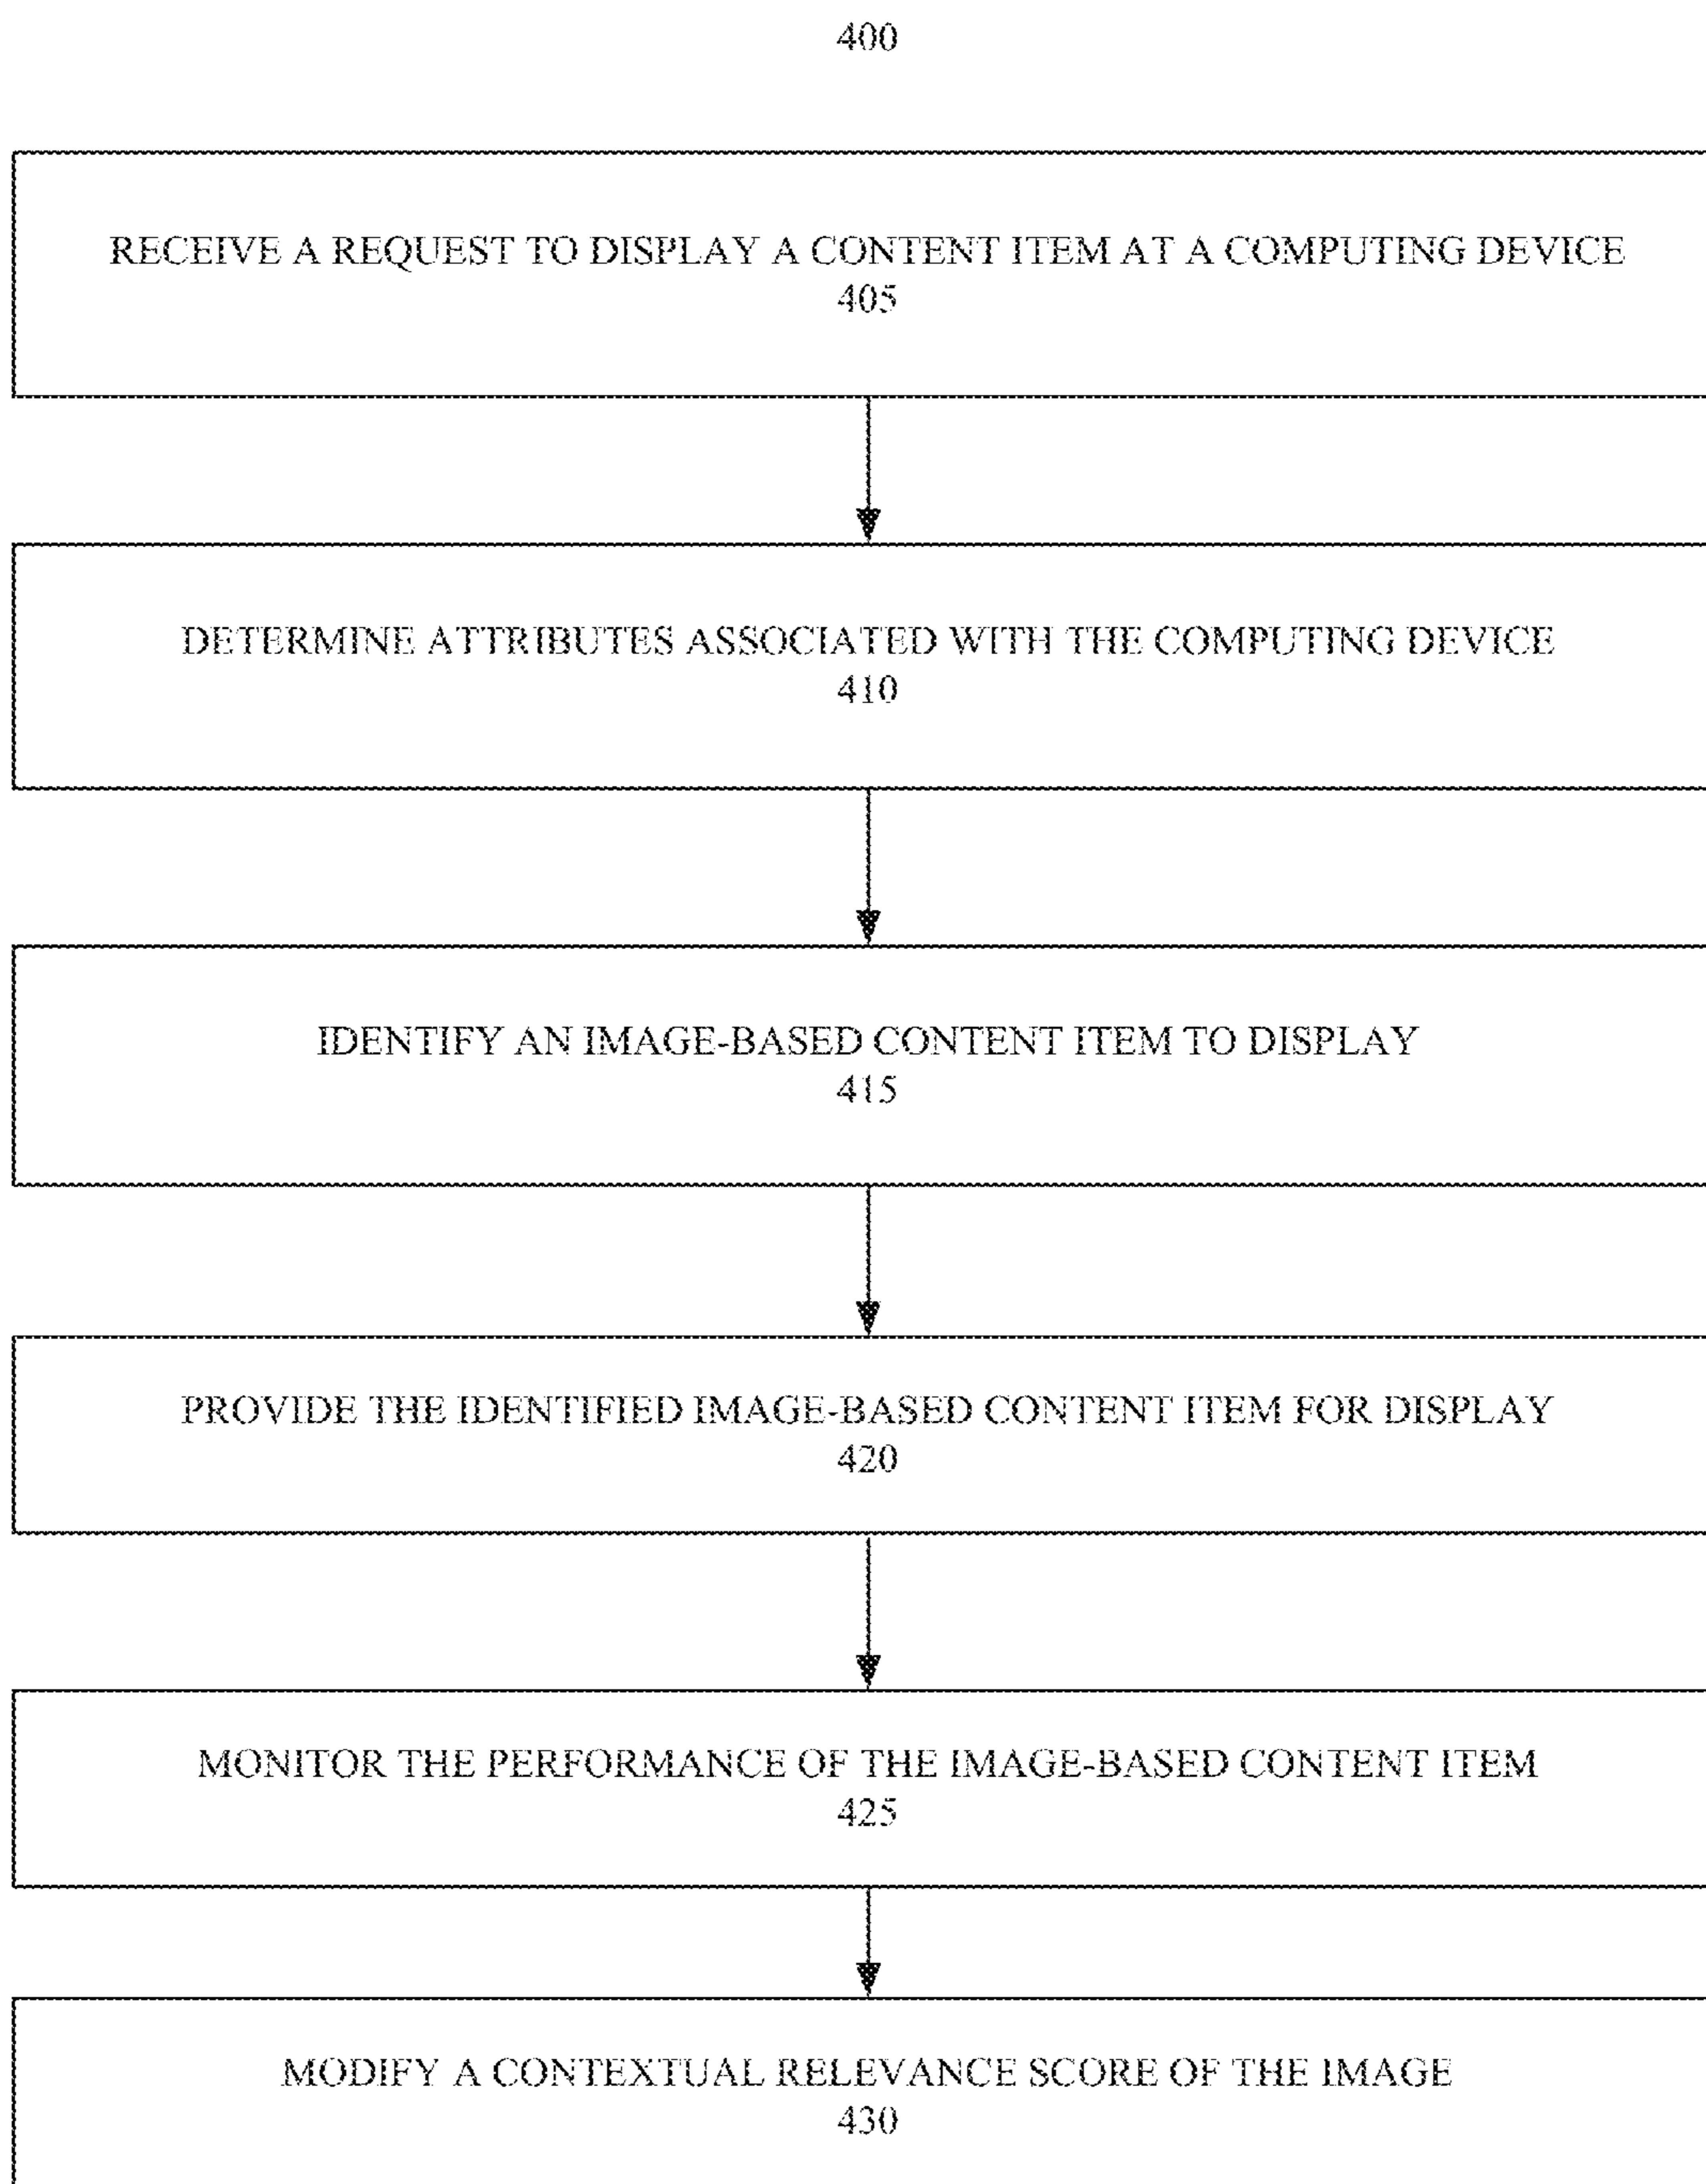 400
RECEIVE A REQUEST TO DISPLAY A CONTENT ITEM AT A COMPUTING DEVICE
405
DETERMINE ATTRIBUTES ASSOCIATED WITH THE COMPUTING DEVICE
410
IDENTIFY AN IMAGE-BASED CONTENT ITEM TO DISPLAY
415
PROVIDE THE IDENTIFIED IMAGE-BASED CONTENT ITEM FOR DISPLAY
420
MONITOR THE PERFORMANCE OF THE IMAGE-BASED CONTENT ITEM
425
MODIFY A CONTEXTUAL RELEVANCE SCORE OF THE IMAGE
430